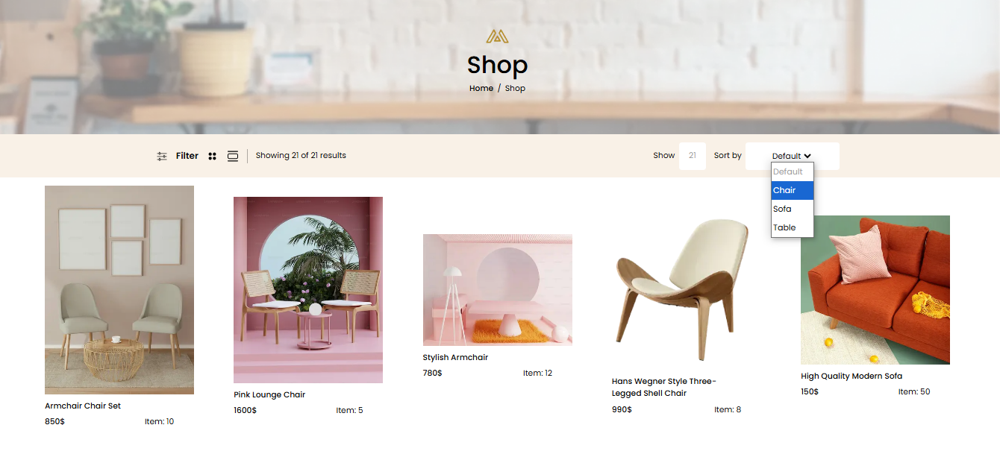 Shop
Home / Shop
Filter
Showing 21 of 21 results
Show 21
Sort by Default
Default
Chair
Sofa
Table
Armchair Chair Set
850$ Item: 10
Pink Lounge Chair
1600$ Item: 5
Stylish Armchair
780$ Item: 12
Hans Wegner Style Three-
Legged Shell Chair
990$ Item: 8
High Quality Modern Sofa
150$ Item: 50